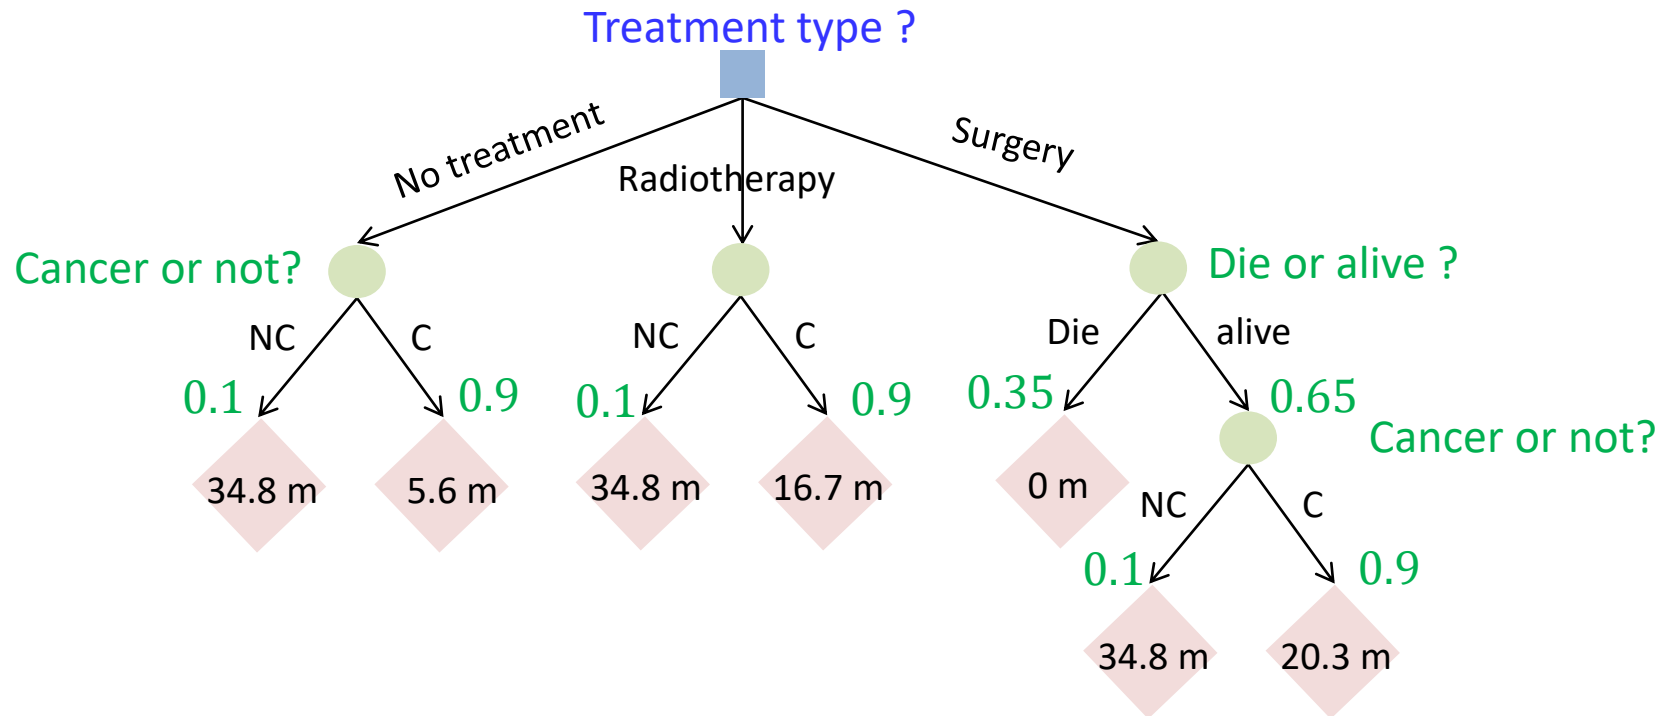 Treatment type ?
No treatment
Radiotherapy
Surgery
Cancer or not?
Die or alive ?
NC
C
NC
C
Die
alive
0.1
0.9
0.1
0.9
0.35
0.65
Cancer or not?
34.8 m
5.6 m
34.8 m
16.7 m
0 m
NC
C
0.1
0.9
34.8 m
20.3 m